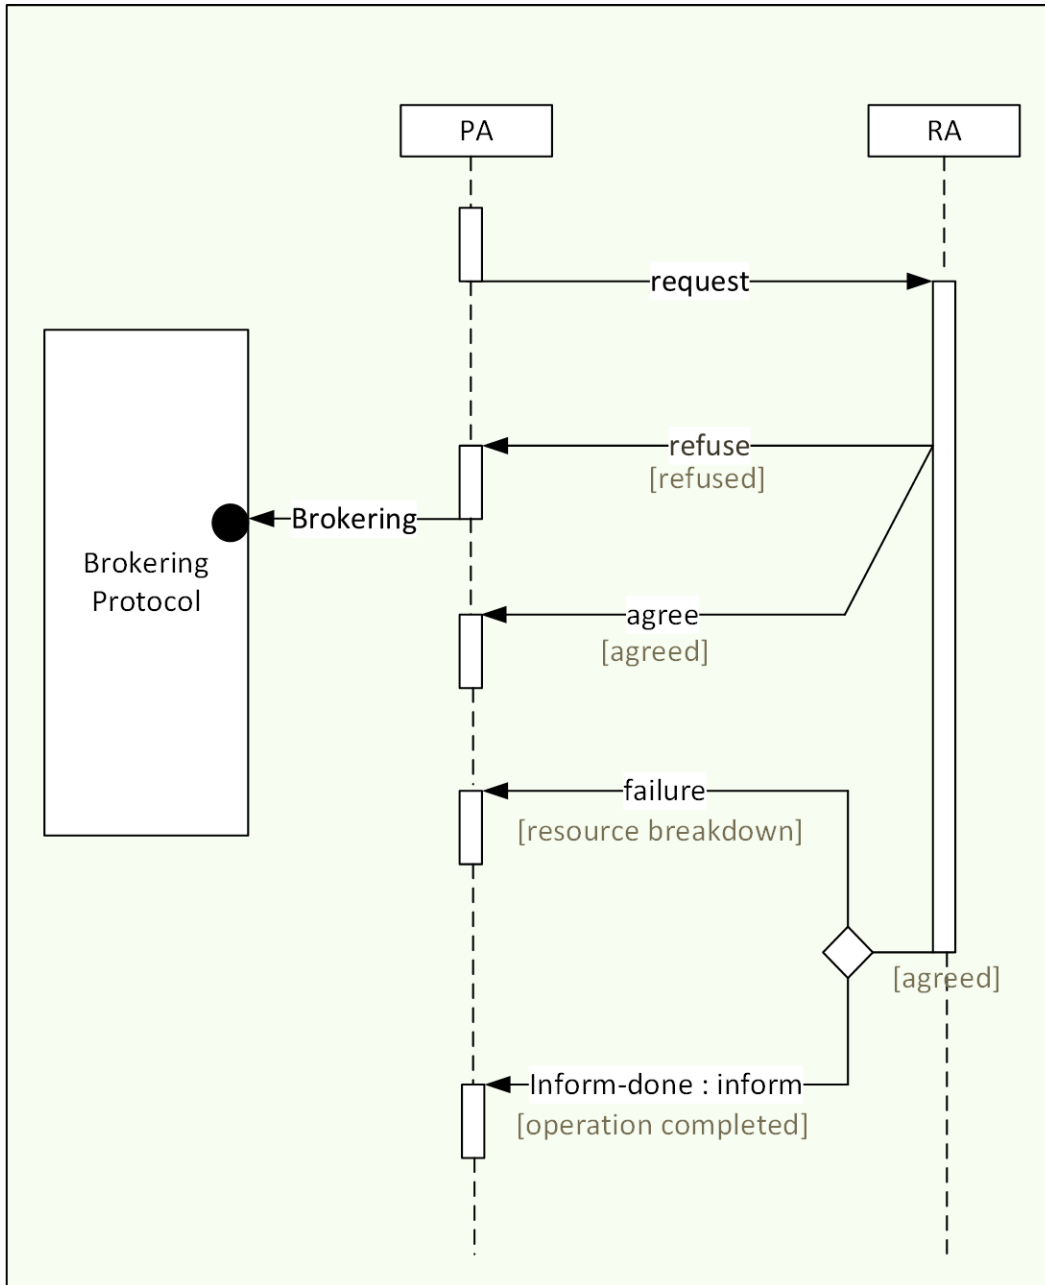 PA
RA
request
refuse
[refused]
Brokering
Brokering
Protocol
agree
[agreed]
failure
[resource breakdown]
[agreed]
Inform-done : inform
[operation completed]